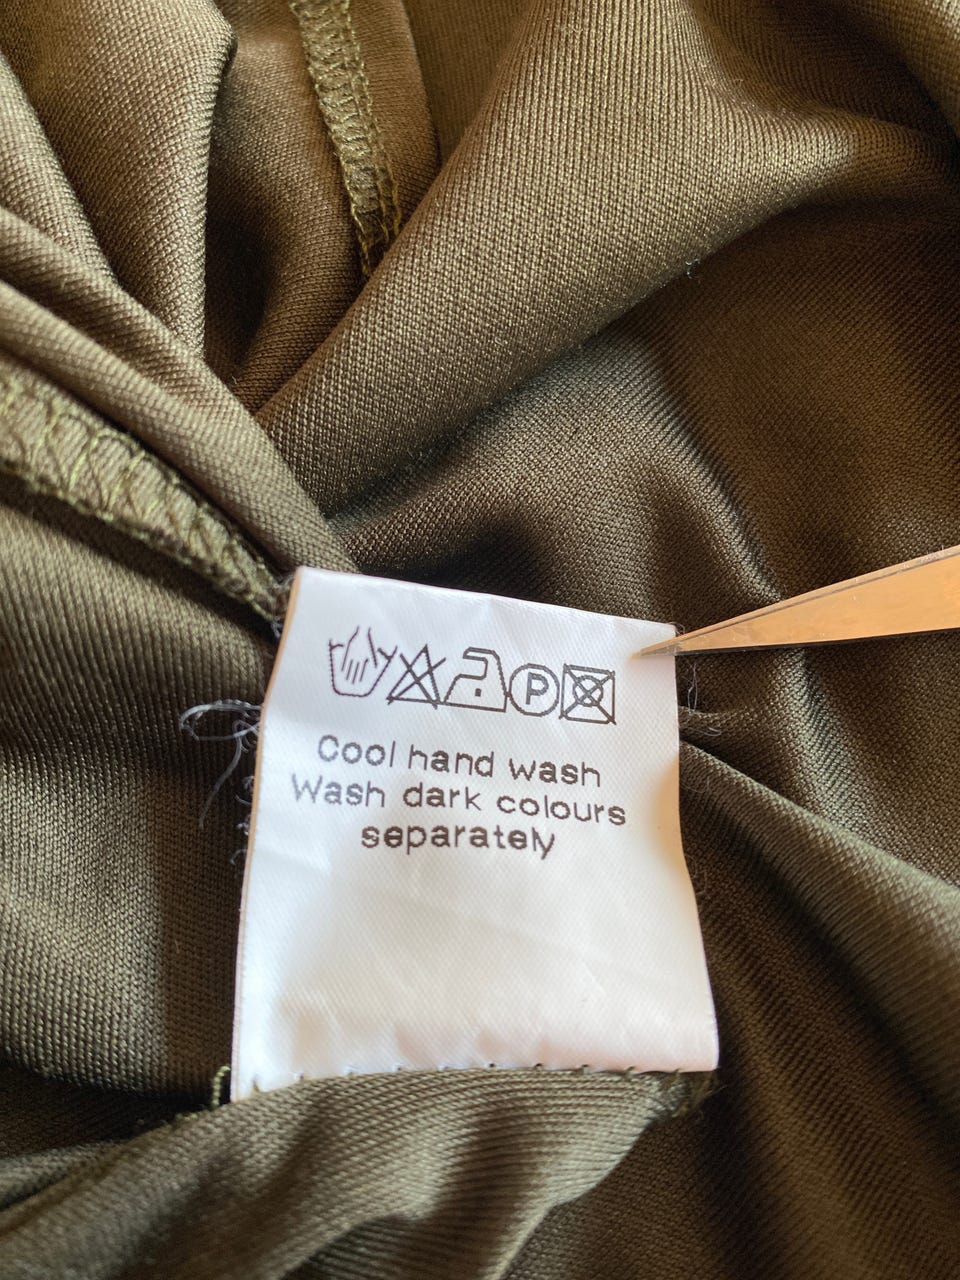 P
Cool hand wash
Wash dark colours
separately